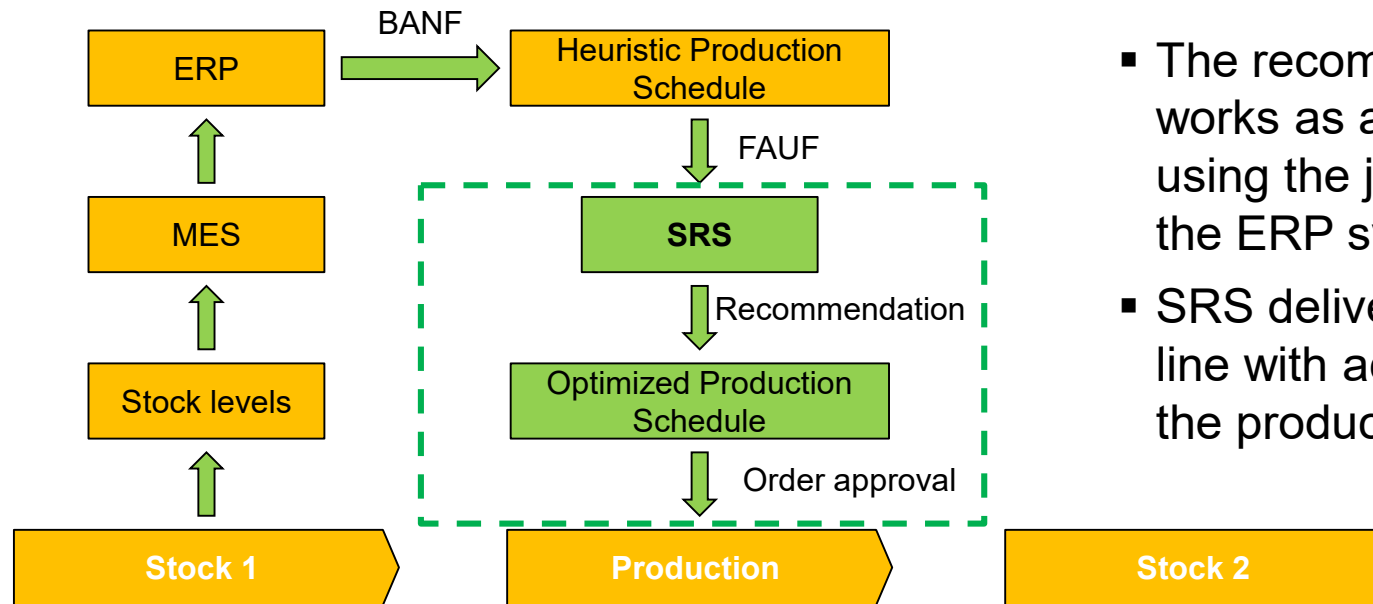 BANF
ERP
Heuristic Production
Schedule
FAUF
MES
SRS
Recommendation
Stock levels
Optimized Production
Schedule
Order approval
Stock 1
Production
Stock 2
▪ The recom
works as a
using the j
the ERP s
▪ SRS delive
line with a
the produc